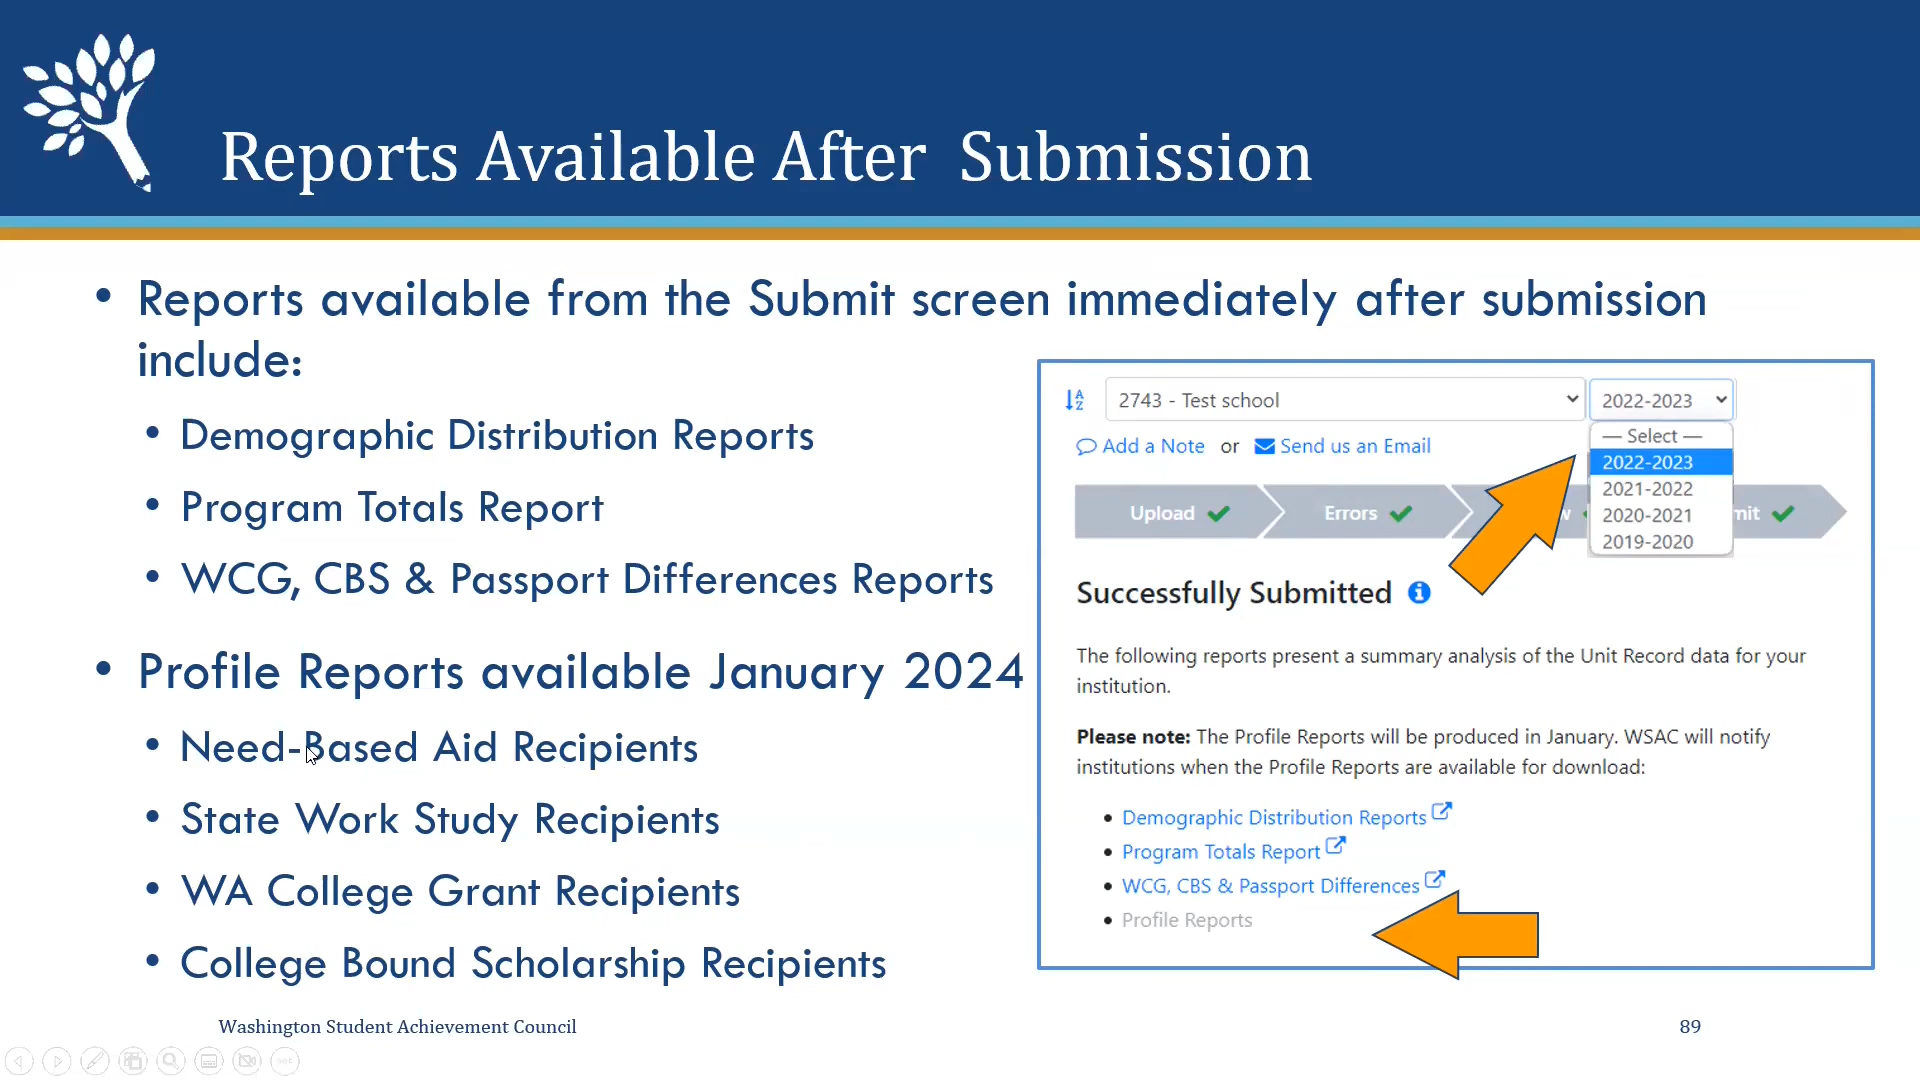 Reports Available After  Submission
• Reports available from the Submit screen immediately after submission
include:
• Demographic Distribution Reports
• Program Totals Report
• WCG, CBS & Passport Differences Reports
• Profile Reports available January 2024
• Need-Based Aid Recipients
• State Work Study Recipients
• WA College Grant Recipients
• College Bound Scholarship Recipients
2743 - Test school
2022-2023
Add a Note or Send us an Email
— Select —
2022-2023
2021-2022
2020-2021
2019-2020
Upload Errors w mit
Successfully Submitted
The following reports present a summary analysis of the Unit Record data for your
institution.
Please note: The Profile Reports will be produced in January. WSAC will notify
institutions when the Profile Reports are available for download:
• Demographic Distribution Reports
• Program Totals Report
• WCG, CBS & Passport Differences
• Profile Reports
Washington Student Achievement Council
89